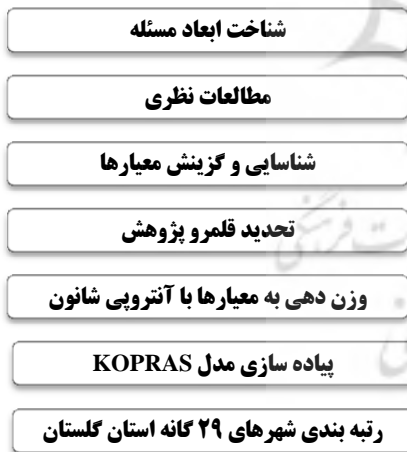 شناخت ابعاد مسئله
مطالعات نظری
شناسایی و گزینش معیارها
تحدید قلمرو پژوهش
وزن دهی به معیارها با آنتروپی شانون
پیاده سازی مدل KOPRAS
رتبه بندی شهرهای ۲۹ گانه استان گلستان